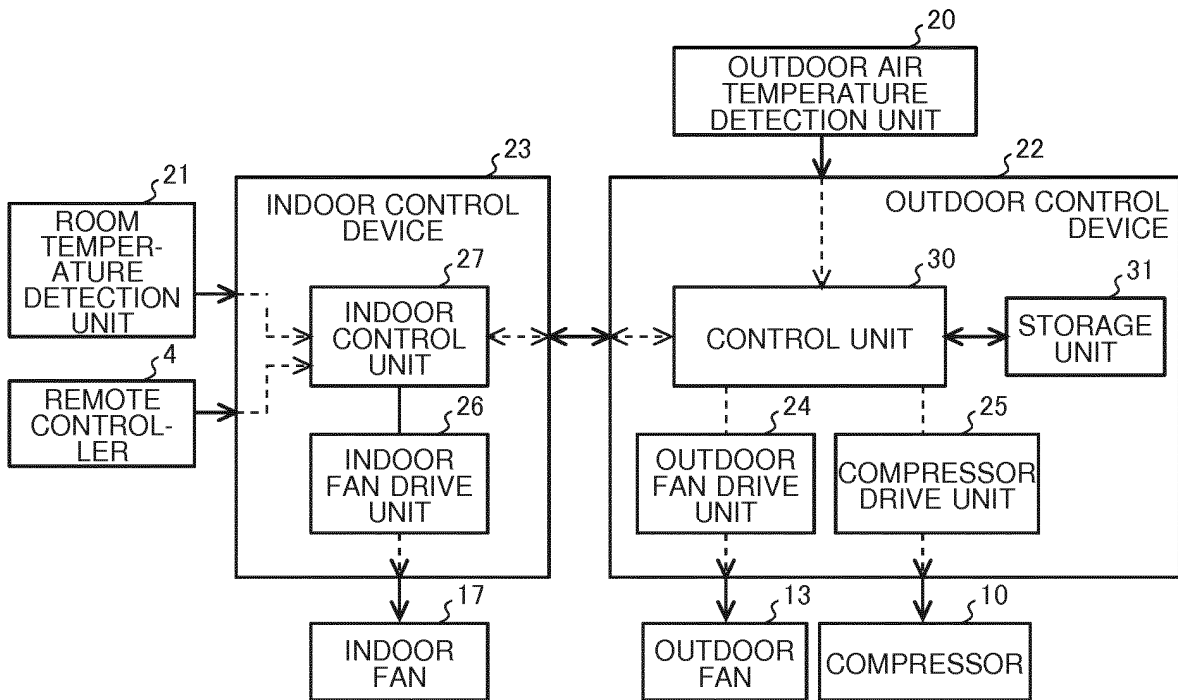 20
OUTDOOR AIR
TEMPERATURE
DETECTION UNIT
23
22
21
ROOM
TEMPER-
ATURE
DETECTION
UNIT
INDOOR CONTROL
DEVICE
OUTDOOR CONTROL
DEVICE
27
INDOOR
CONTROL
UNIT
30
CONTROL UNIT
31
STORAGE
UNIT
4
REMOTE
CONTROL-
LER
26
INDOOR
FAN DRIVE
UNIT
24
OUTDOOR
FAN DRIVE
UNIT
25
COMPRESSOR
DRIVE UNIT
17
INDOOR
FAN
13
OUTDOOR
FAN
10
COMPRESSOR